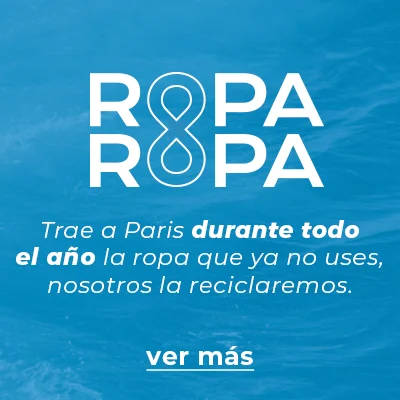 ROPA
ROPA
Trae a Paris durante todo
el año la ropa que ya no uses,
nosotros la reciclaremos.
ver más